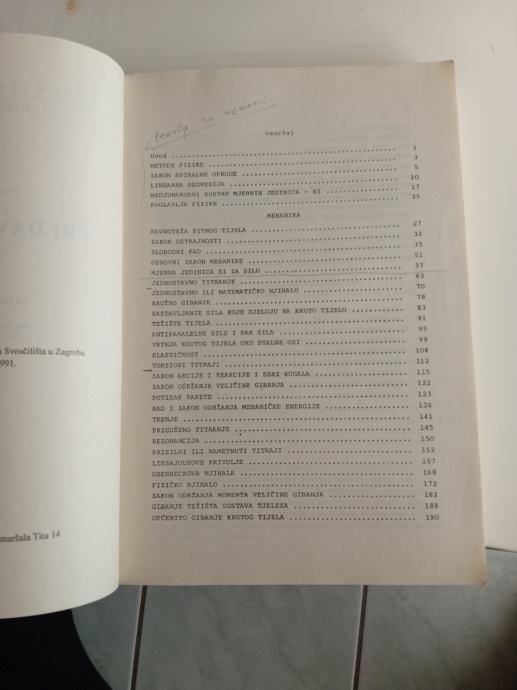 PREDAV
Sveučilišta u Zagrebu
1991.
maršala Tita 14
Sadržaj
Uvod 1
METODE FIZIKE 3
ZAKON SPIRALNE OPRUGE 5
LINEARNA REGRESIJA 10
MEDJUNARODNI SUSTAV MJERNIH JEDINICA - SI 17
POGLAVLJA FIZIKE 25
MEHANIKA
RAVNOTEŽA SITNOG TIJELA 27
ZAKON USTRAJNOSTI 32
SLOBODNI PAD 35
OSNOVNI ZAKON MEHANIKE 51
MJERNA JEDINICA SI ZA SILU 57
JEDNOSTAVNO TITRANJE 63
JEDNOSTAVNO ILI MATEMATIČKO NJIHALO 70
KRUŽNO GIBANJE 78
SASTAVLJANJE SILA KOJE DJELUJU NA KRUTO TIJELO 83
TEŽIŠTE TIJELA 91
ANTIPARALELNE SILE I PAR SILA 95
VRTNJA KRUTOG TIJELA OKO STALNE OSI 98
ELASTIČNOST 104
TORZIONI TITRAJI 112
ZAKON AKCIJE I REAKCIJE I SRAZ KUGALA 115
ZAKON ODRŽANJA VELIČINE GIBANJA 122
POTISAK RAKETE 123
RAD I ZAKON ODRŽANJA MEHANIČKE ENERGIJE 126
TRENJE 141
PRIGUŠENO TITRANJE 145
REZONANCIJA 150
PRISILNI ILI NAMETNUTI TITRAJI 152
LISSAJOUSOVE KRIVULJE 157
OBERBECKOVA NJIHALA 168
FIZIČKO NJIHALO 172
ZAKON ODRŽANJA MOMENTA VELIČINE GIBANJA 182
GIBANJE TEŽIŠTA SUSTAVA TJELESA 188
OPĆENITO GIBANJE KRUTOG TIJELA 190